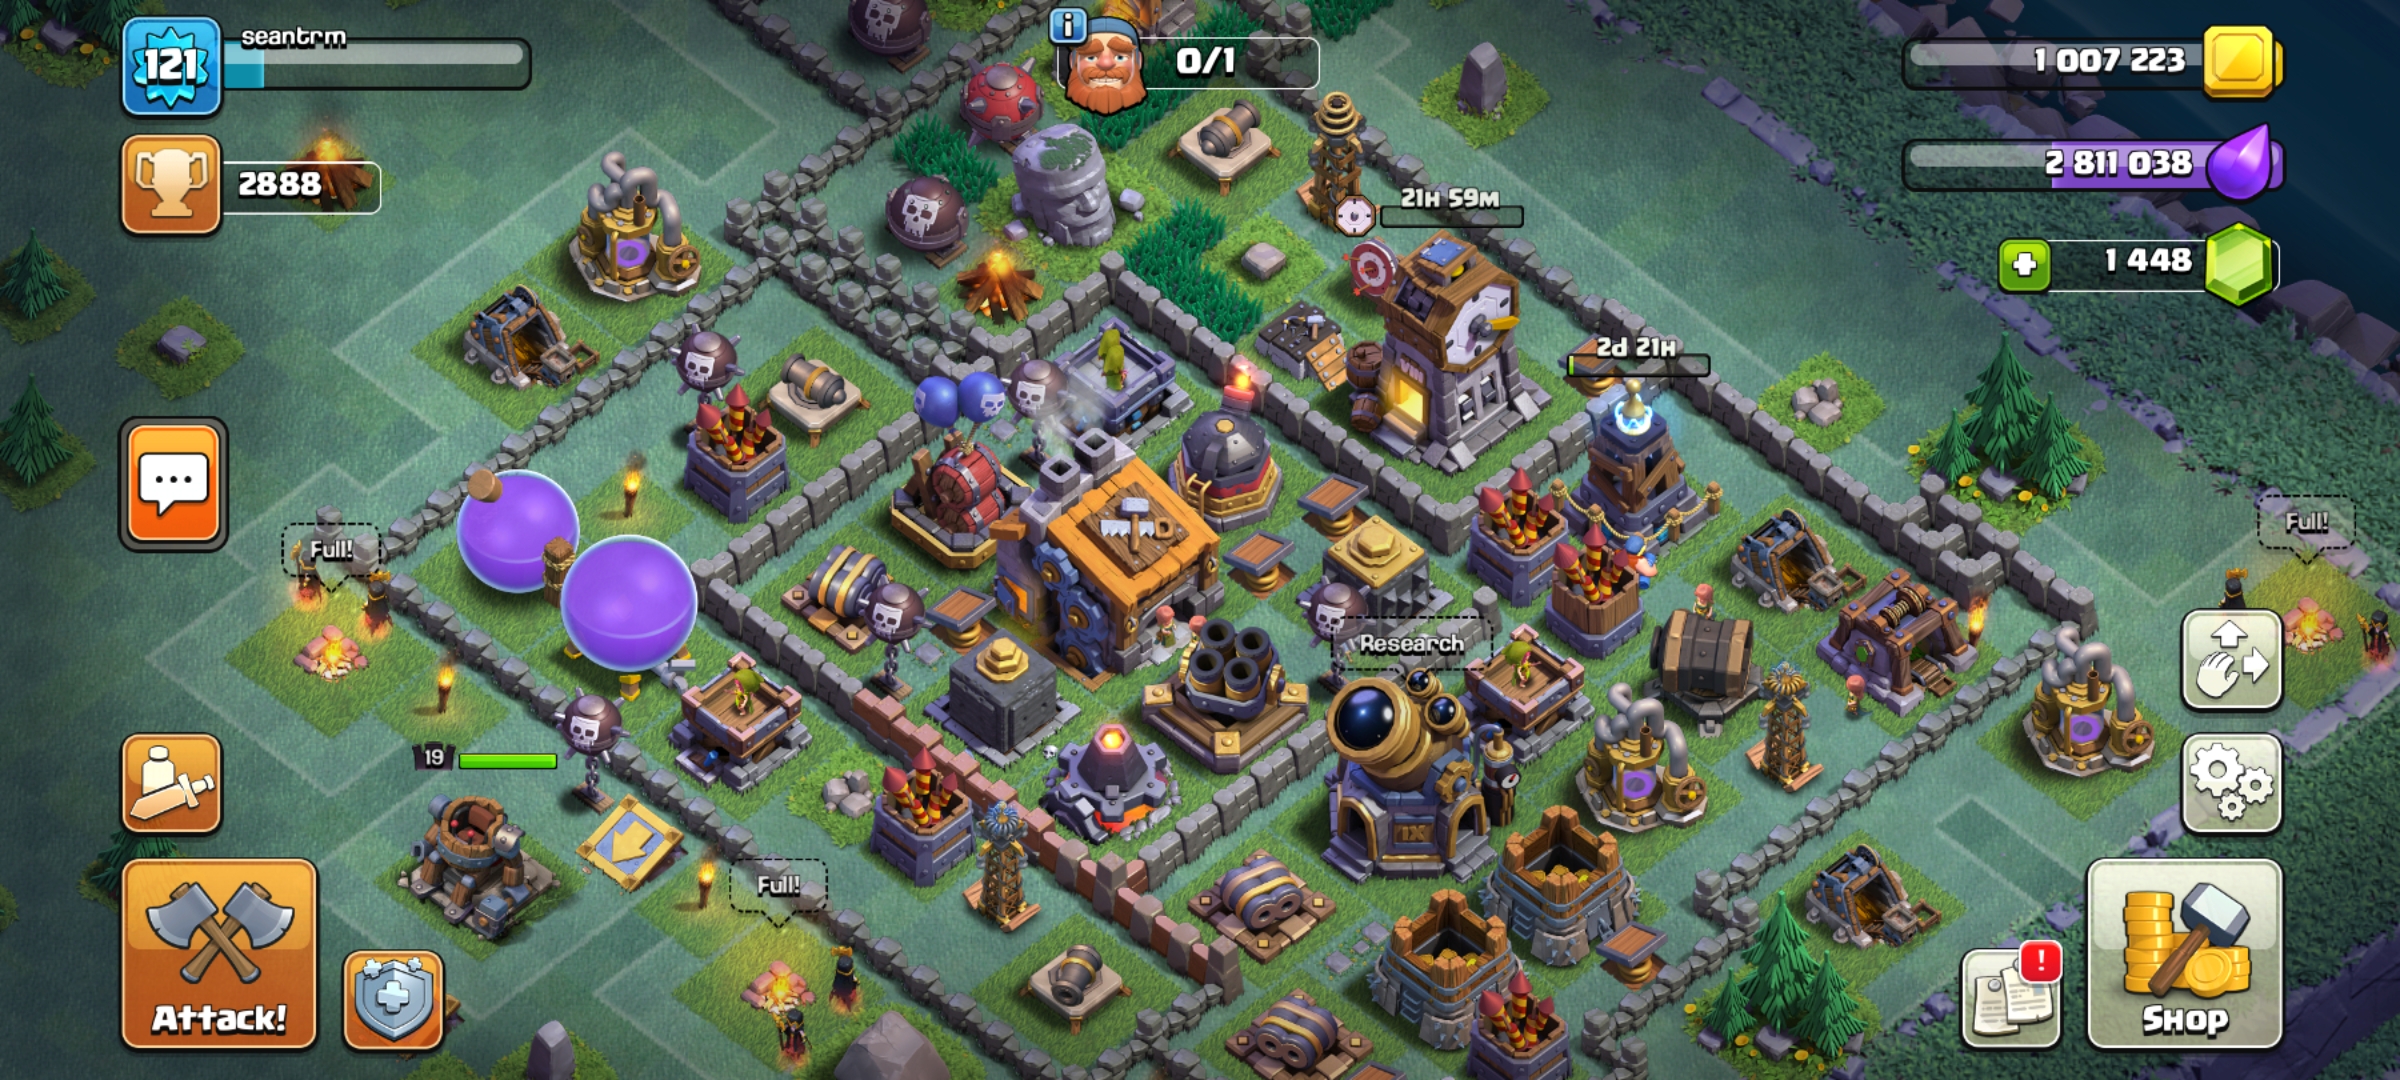 seantrm
121
0/1
1 007 223
2888
2 811 038
21H 59M
1 448
2d 21H
Full!
Full!
Research
19
Full!
IX
Attack!
!
Shop